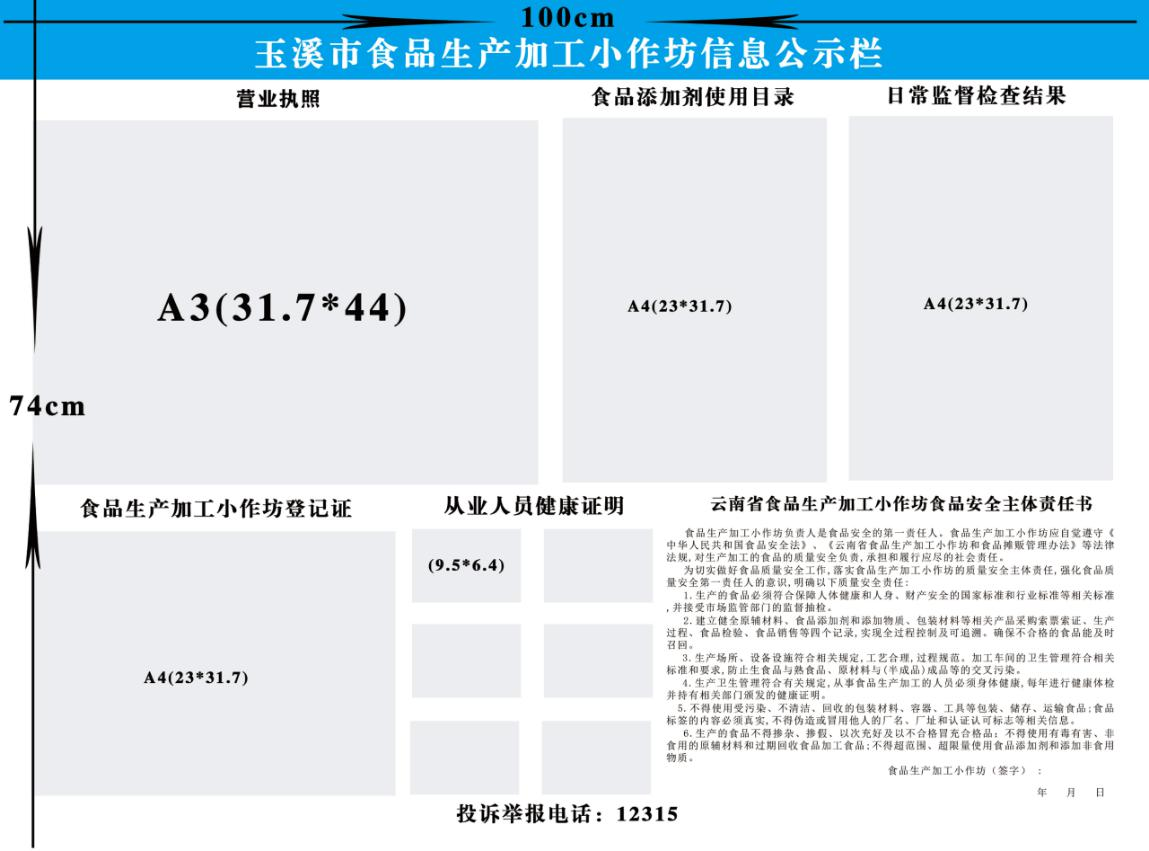 100cm
玉溪市食品生产加工小作坊信息公示栏
营业执照
食品添加剂使用目录
日常监督检查结果
A3(31.7*44)
A4(23*31.7)
A4(23*31.7)
74cm
食品生产加工小作坊登记证
从业人员健康证明
云南省食品生产加工小作坊食品安全主体责任书
(9.5*6.4)
A4(23*31.7)
食品生产加工小作坊负责人是食品安全的第一责任人。食品生产加工小作坊应自觉遵守《
中华人民共和国食品安全法》、《云南省食品生产加工小作坊和食品摊贩管理办法》等法律
法规,对生产加工的食品的质量安全负责,承担和履行应尽的社会责任。
为切实做好食品质量安全工作,落实食品生产加工小作坊的质量安全主体责任,强化食品质
量安全第一责任人的意识,明确以下质量安全责任:
1.生产的食品必须符合保障人体健康和人身、财产安全的国家标准和行业标准等相关标准
,并接受市场监管部门的监督抽检。
2.建立健全原辅材料、食品添加剂和添加物质、包装材料等相关产品采购索票索证、生产
过程、食品检验、食品销售等四个记录,实现全过程控制及可追溯。确保不合格的食品能及时
召回。
3.生产场所、设备设施符合相关规定,工艺合理,过程规范。加工车间的卫生管理符合相关
标准和要求,防止生食品与熟食品、原材料与(半成品)成品等的交叉污染。
4.生产卫生管理符合有关规定,从事食品生产加工的人员必须身体健康,每年进行健康体检
并持有相关部门颁发的健康证明。
5.不得使用受污染、不清洁、回收的包装材料、容器、工具等包装、储存、运输食品;食品
标签的内容必须真实,不得伪造或冒用他人的厂名、厂址和认证认可标志等相关信息。
6.生产的食品不得掺杂、掺假、以次充好及以不合格冒充合格品；不得使用有毒有害、非
食用的原辅材料和过期回收食品加工食品;不得超范围、超限量使用食品添加剂和添加非食用
物质。
食品生产加工小作坊（签字）：
年 月 日
投诉举报电话：12315